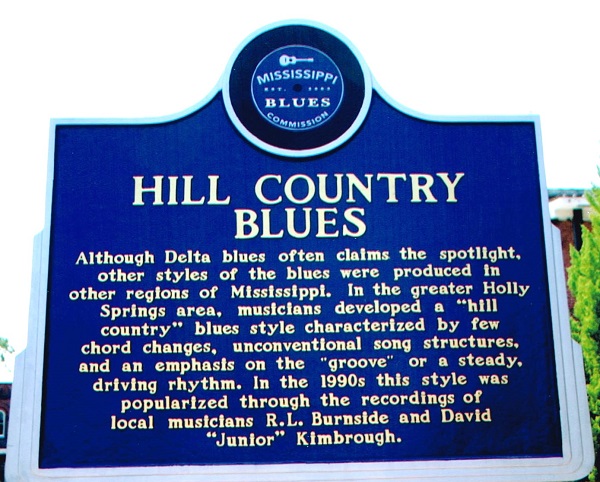 MISSISSIPPI
EST.
BLUES
COMMISSION
HILL COUNTRY
BLUES
Although Delta blues often claims the spotlight,
other styles of the blues were produced in
other regions of Mississippi. In the greater Holly
Springs area, musicians developed a "hill
country" blues style characterized by few
chord changes, unconventional song structures,
and an emphasis on the "groove" or a steady,
driving rhythm. In the 1990s this style was
popularized through the recordings of
local musicians R.L. Burnside and David
"Junior" Kimbrough.